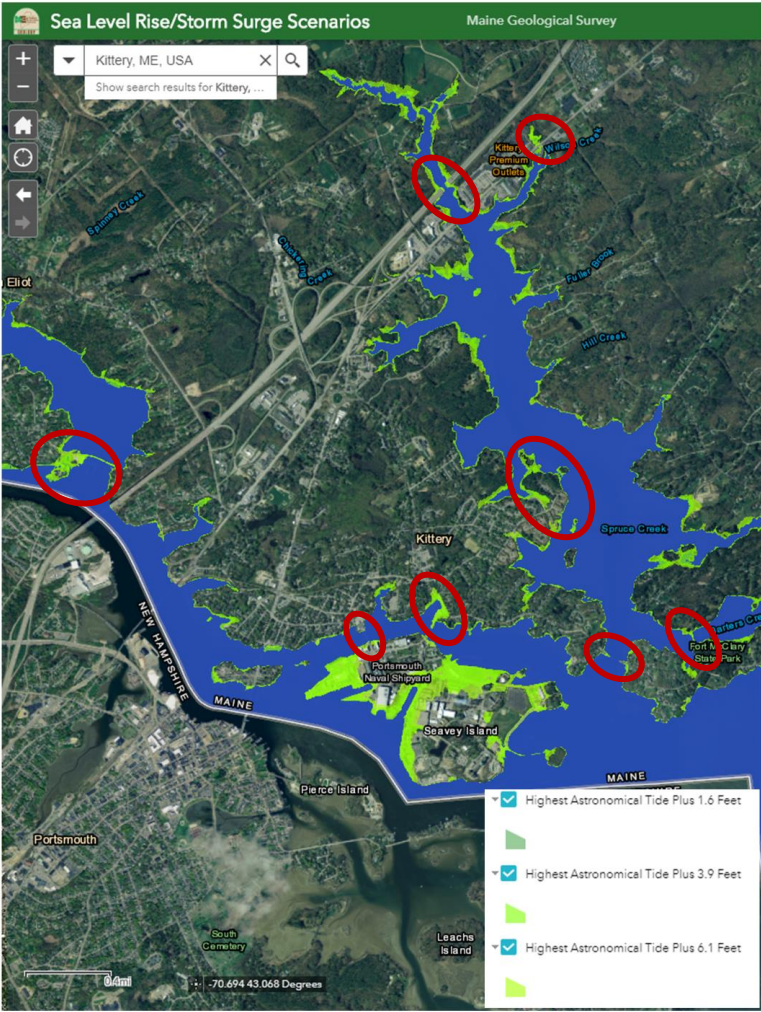 Sea Level Rise/Storm Surge Scenarios
Maine Geological Survey
Kittery, ME, USA
Show search results for Kittery, ...
Kittery
Premium
Outlets
Wilson Creek
Spinney Creek
Chickering
Creek
Fuller Brook
Eliot
Hill Creek
Spruce Creek
Kittery
NEW HAMPSHIRE
MAINE
Portsmouth
Naval Shipyard
Fort McClary
State Park
Seavey Island
Pierce Island
MAINE
Portsmouth
South
Cemetery
Leachs
Island
Highest Astronomical Tide Plus 1.6 Feet
Highest Astronomical Tide Plus 3.9 Feet
Highest Astronomical Tide Plus 6.1 Feet
0.4mi
-70.694 43.068 Degrees